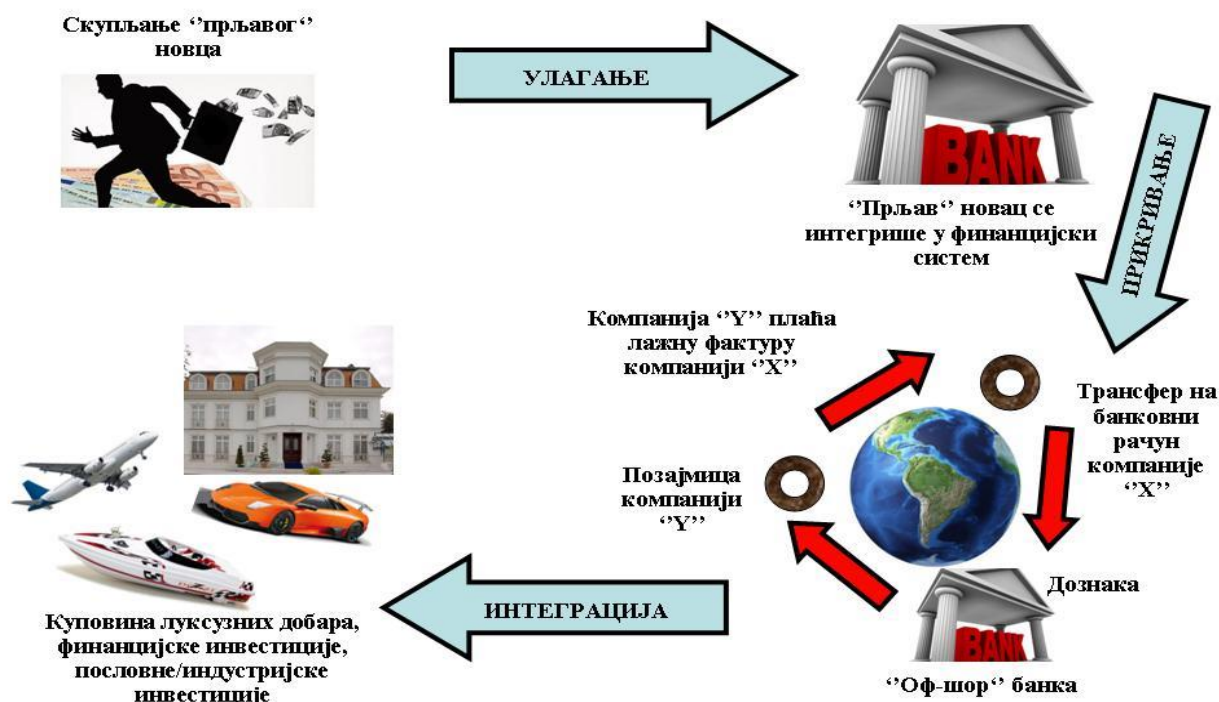 Скупљање ‘’прљавог‘’
новца
УЛАГАЊЕ
BANK
‘’Прљав‘’ новац се
интегрише у финанцијски
систем
ПРИКРИВАЊЕ
Компанија ‘’Y’’ плаћа
лажну фактуру
компанији ‘’X’’
Трансфер на
банковни
рачун
компаније
‘’X’’
Позајмица
компанији
‘’Y’’
Дознака
BANK
‘’Оф-шор‘’ банка
ИНТЕГРАЦИЈА
Куповина луксузних добара,
финанцијске инвестиције,
пословне/индустријске
инвестиције